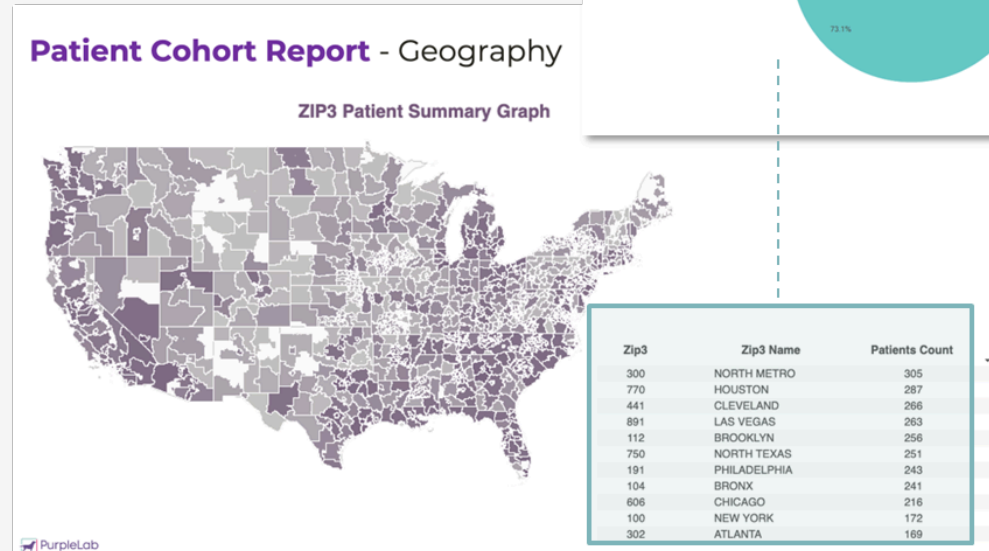 73.1%
Patient Cohort Report - Geography
ZIP3 Patient Summary Graph
Zip3 Zip3 Name Patients Count
300 NORTH METRO 305
770 HOUSTON 287
441 CLEVELAND 266
891 LAS VEGAS 263
112 BROOKLYN 256
750 NORTH TEXAS 251
191 PHILADELPHIA 243
104 BRONX 241
606 CHICAGO 216
100 NEW YORK 172
302 ATLANTA 169
PurpleLab